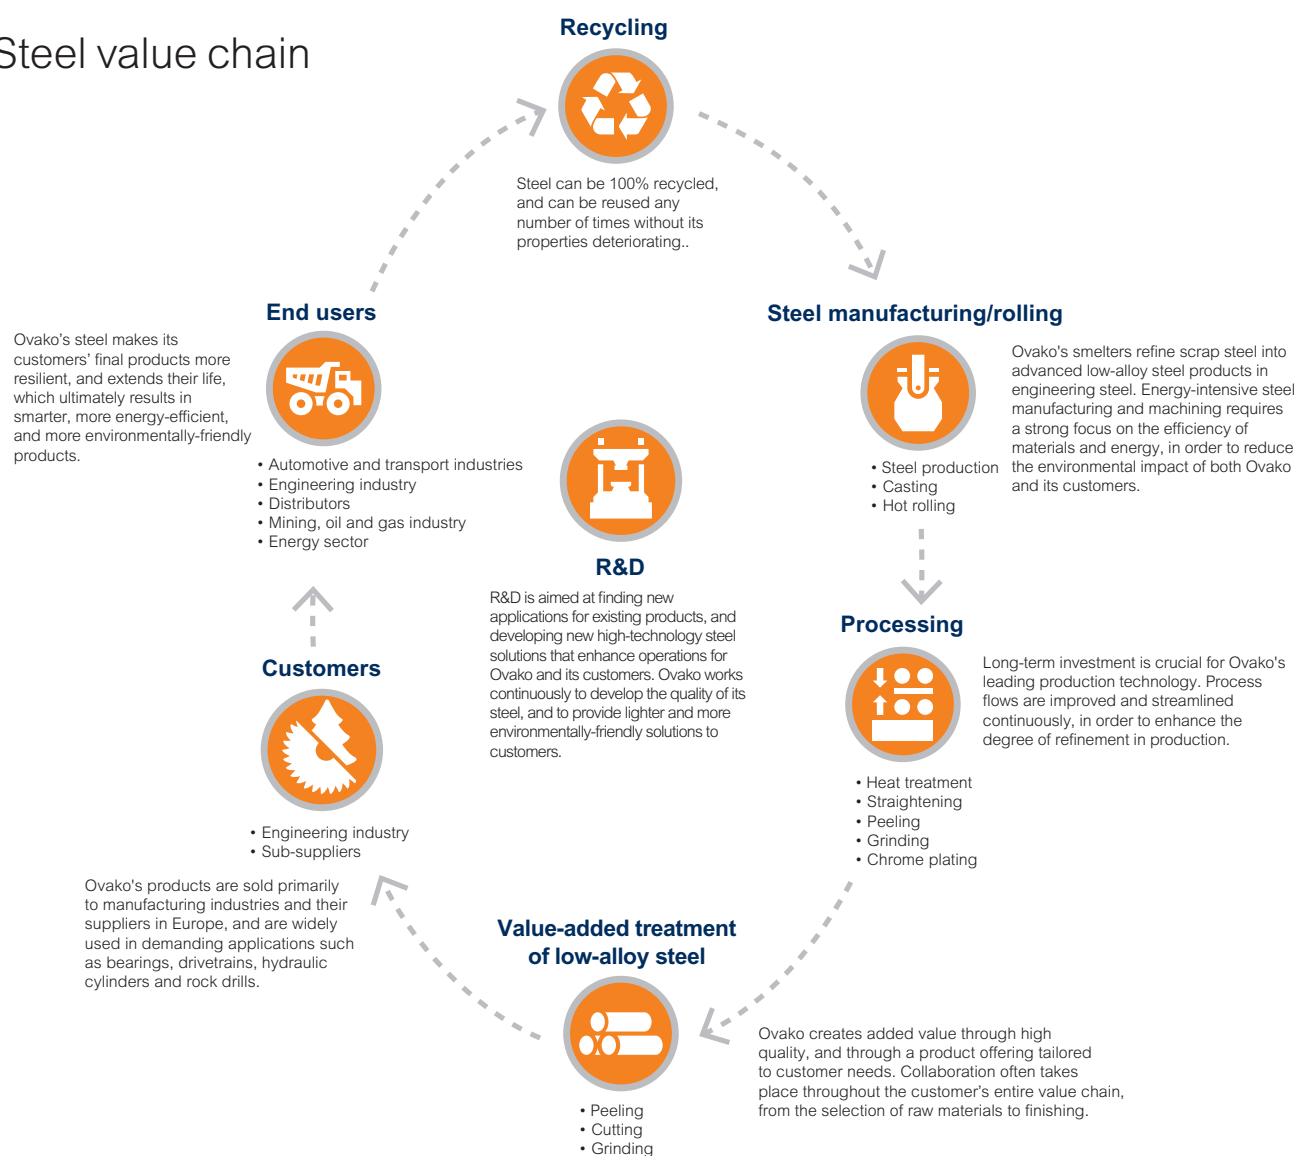 Steel value chain
Recycling
Steel can be 100% recycled,
and can be reused any
number of times without its
properties deteriorating..
Steel manufacturing/rolling
Ovako's smelters refine scrap steel into
advanced low-alloy steel products in
engineering steel. Energy-intensive steel
manufacturing and machining requires
a strong focus on the efficiency of
materials and energy, in order to reduce
the environmental impact of both Ovako
and its customers.
• Steel production
• Casting
• Hot rolling
Processing
Long-term investment is crucial for Ovako's
leading production technology. Process
flows are improved and streamlined
continuously, in order to enhance the
degree of refinement in production.
• Heat treatment
• Straightening
• Peeling
• Grinding
• Chrome plating
Value-added treatment
of low-alloy steel
Ovako creates added value through high
quality, and through a product offering tailored
to customer needs. Collaboration often takes
place throughout the customer’s entire value chain,
from the selection of raw materials to finishing.
• Peeling
• Cutting
• Grinding
Customers
• Engineering industry
• Sub-suppliers
Ovako's products are sold primarily
to manufacturing industries and their
suppliers in Europe, and are widely
used in demanding applications such
as bearings, drivetrains, hydraulic
cylinders and rock drills.
End users
Ovako’s steel makes its
customers’ final products more
resilient, and extends their life,
which ultimately results in
smarter, more energy-efficient,
and more environmentally-friendly
products.
• Automotive and transport industries
• Engineering industry
• Distributors
• Mining, oil and gas industry
• Energy sector
R&D
R&D is aimed at finding new
applications for existing products, and
developing new high-technology steel
solutions that enhance operations for
Ovako and its customers. Ovako works
continuously to develop the quality of its
steel, and to provide lighter and more
environmentally-friendly solutions to
customers.